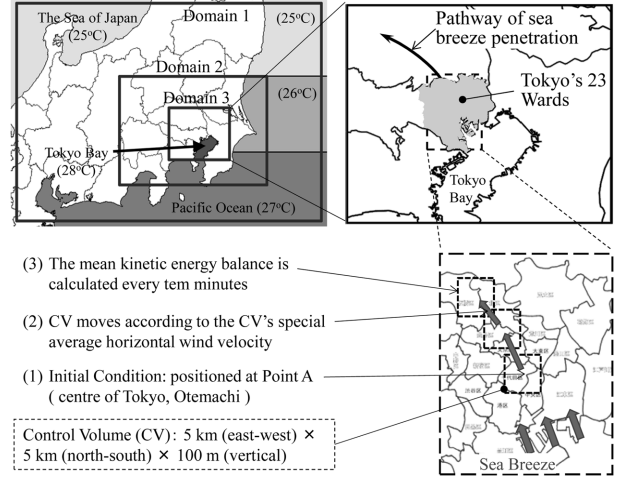 The Sea of Japan
(25°C)
Domain 1
(25°C)
Domain 2
(26°C)
Domain 3
Tokyo Bay
(28°C)
Pacific Ocean (27°C)
Pathway of sea
breeze penetration
Tokyo's 23
Wards
Tokyo
Bay
(3) The mean kinetic energy balance is
calculated every tem minutes
(2) CV moves according to the CV's special
average horizontal wind velocity
(1) Initial Condition: positioned at Point A
( centre of Tokyo, Otemachi )
Control Volume (CV) : 5 km (east-west) ×
5 km (north-south) × 100 m (vertical)
Sea Breeze